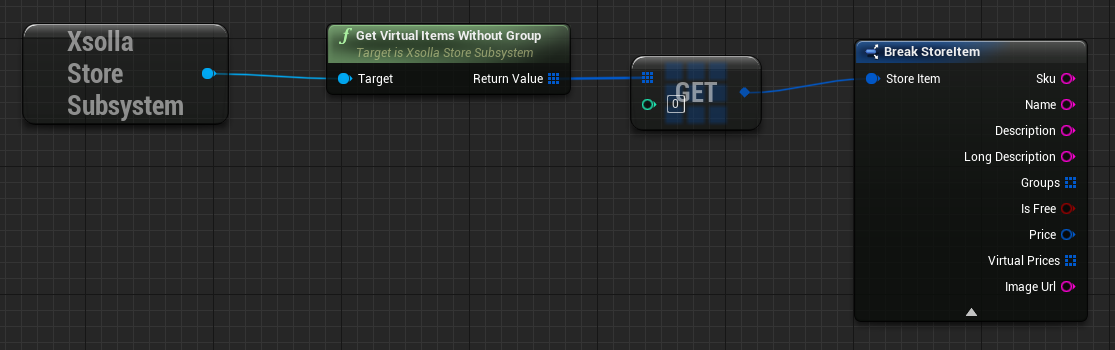 Xsolla
Store
Subsystem
f Get Virtual Items Without Group
Target is Xsolla Store Subsystem
Target Return Value
GET
0
Break StoreItem
Store Item Sku
Name
Description
Long Description
Groups
Is Free
Price
Virtual Prices
Image Url